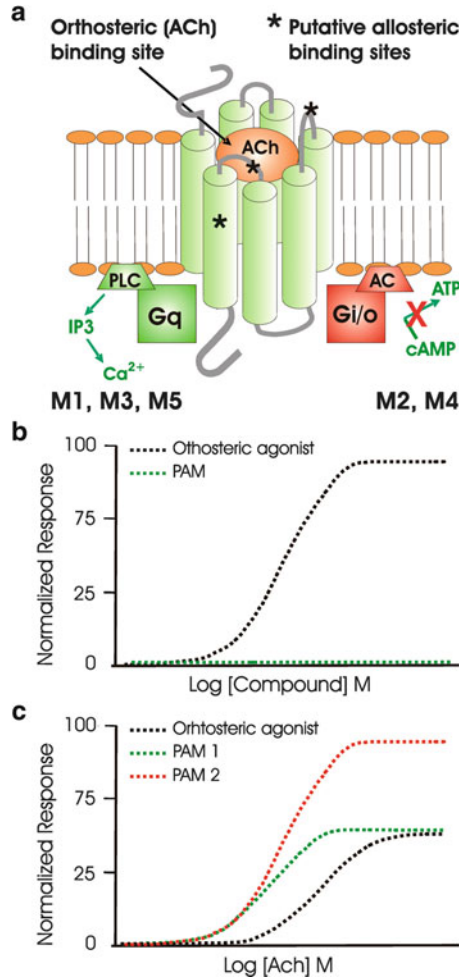 a
Orthosteric (ACh)
binding site
* Putative allosteric
binding sites
*
ACh
*
*
PLC
AC
ATP
IP3
Gq
Gi/o
X
cAMP
Ca²⁺
M1, M3, M5
M2, M4
b
100
75
25
0
Normalized Response
Othosteric agonist
PAM
Log [Compound] M
c
100
75
25
0
Normalized Response
Orhtosteric agonist
PAM 1
PAM 2
Log [Ach] M